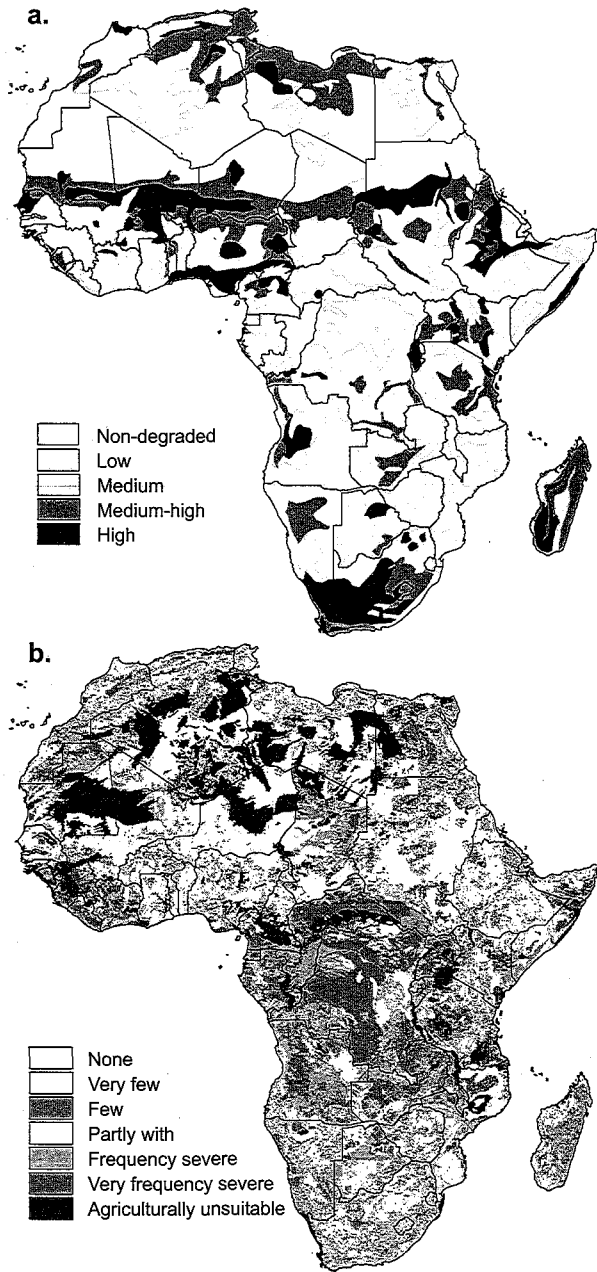 a.
Non-degraded
Low
Medium
Medium-high
High
b.
None
Very few
Few
Partly with
Frequency severe
Very frequency severe
Agriculturally unsuitable